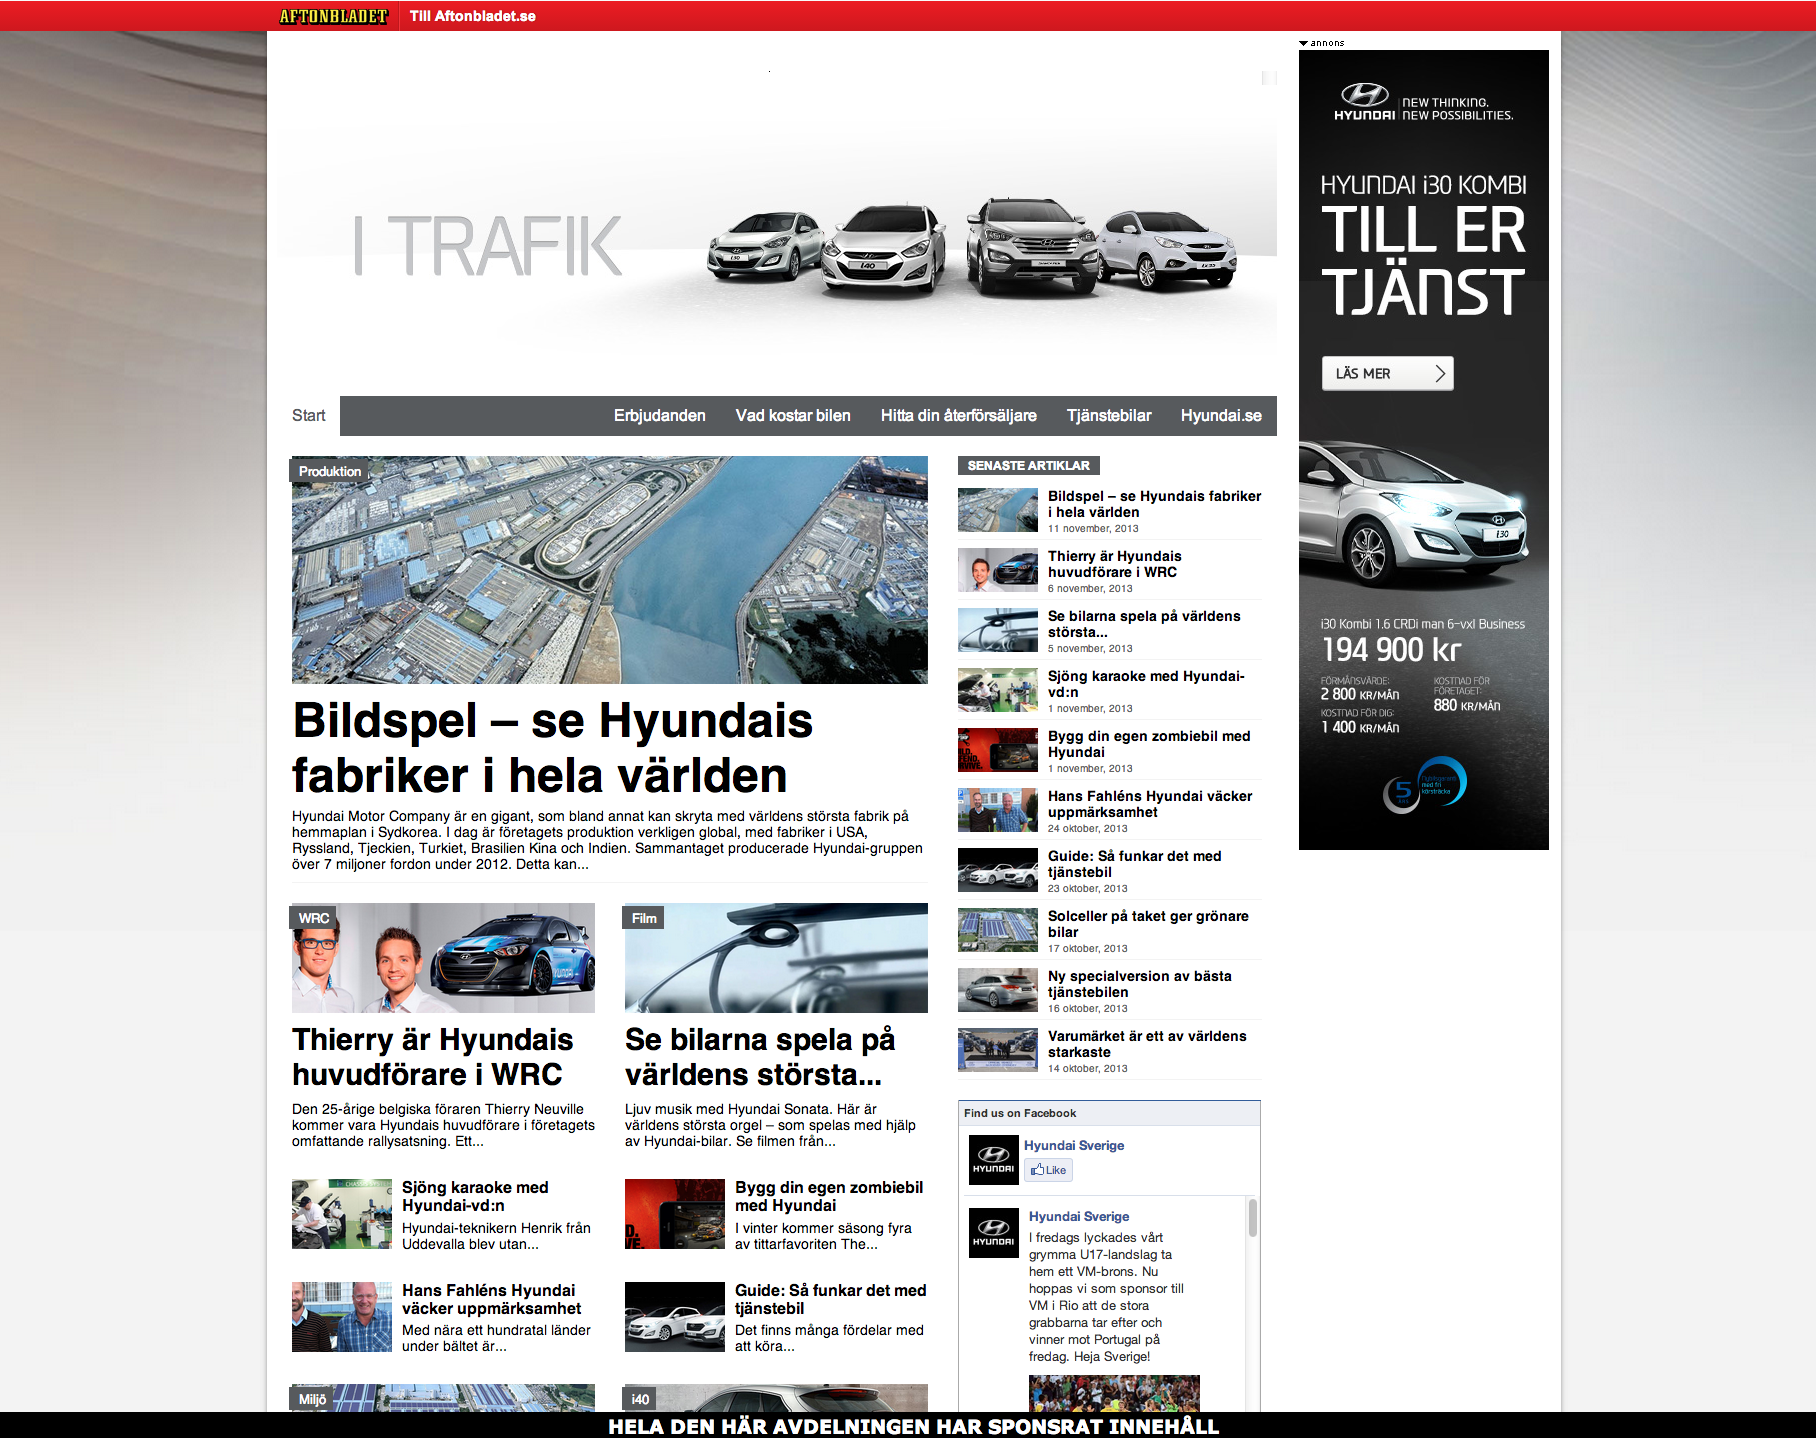 AFTONBLADET
Till Aftonbladet.se
annons
I TRAFIK
i30
i40
HYUNDAI
NEW THINKING.
NEW POSSIBILITIES.
HYUNDAI i30 KOMBI
TILL ER
TJÄNST
LÄS MER
i30
i30 Kombi 1.6 CRDi man 6-vxl Business
194 900 kr
FÖRMÅNSVÄRDE:
2 800 KR/MÅN
KOSTNAD FÖR DIG:
1 400 KR/MÅN
KOSTNAD FÖR
FÖRETAGET:
880 KR/MÅN
5
Start
Erbjudanden
Vad kostar bilen
Hitta din återförsäljare
Tjänstebilar
Hyundai.se
Produktion
Bildspel – se Hyundais
fabriker i hela världen
Hyundai Motor Company är en gigant, som bland annat kan skryta med världens största fabrik på
hemmaplan i Sydkorea. I dag är företagets produktion verkligen global, med fabriker i USA,
Ryssland, Tjeckien, Turkiet, Brasilien Kina och Indien. Sammantaget producerade Hyundai-gruppen
över 7 miljoner fordon under 2012. Detta kan...
WRC
Thierry är Hyundais
huvudförare i WRC
Den 25-årige belgiska föraren Thierry Neuville
kommer vara Hyundais huvudförare i företagets
omfattande rallysatsning. Ett...
Film
Se bilarna spela på
världens största...
Ljuv musik med Hyundai Sonata. Här är
världens största orgel – som spelas med hjälp
av Hyundai-bilar. Se filmen från...
Sjöng karaoke med
Hyundai-vd:n
Hyundai-teknikern Henrik från
Uddevalla blev utan...
Bygg din egen zombiebil
med Hyundai
I vinter kommer säsong fyra
av tittarfavoriten The...
Hans Fahléns Hyundai
väcker uppmärksamhet
Med nära ett hundratal länder
under bältet är...
Guide: Så funkar det med
tjänstebil
Det finns många fördelar med
att köra...
Miljö
i40
SENASTE ARTIKLAR
Bildspel – se Hyundais fabriker
i hela världen
11 november, 2013
Thierry är Hyundais
huvudförare i WRC
6 november, 2013
Se bilarna spela på världens
största...
5 november, 2013
Sjöng karaoke med Hyundai-
vd:n
1 november, 2013
Bygg din egen zombiebil med
Hyundai
1 november, 2013
Hans Fahléns Hyundai väcker
uppmärksamhet
24 oktober, 2013
Guide: Så funkar det med
tjänstebil
23 oktober, 2013
Solceller på taket ger grönare
bilar
17 oktober, 2013
Ny specialversion av bästa
tjänstebilen
16 oktober, 2013
Varumärket är ett av världens
starkaste
14 oktober, 2013
Find us on Facebook
HYUNDAI
Hyundai Sverige
Like
HYUNDAI
Hyundai Sverige
I fredags lyckades vårt
grymma U17-landslag ta
hem ett VM-brons. Nu
hoppas vi som sponsor till
VM i Rio att de stora
grabbarna tar efter och
vinner mot Portugal på
fredag. Heja Sverige!
HELA DEN HÄR AVDELNINGEN HAR SPONSRAT INNEHÅLL